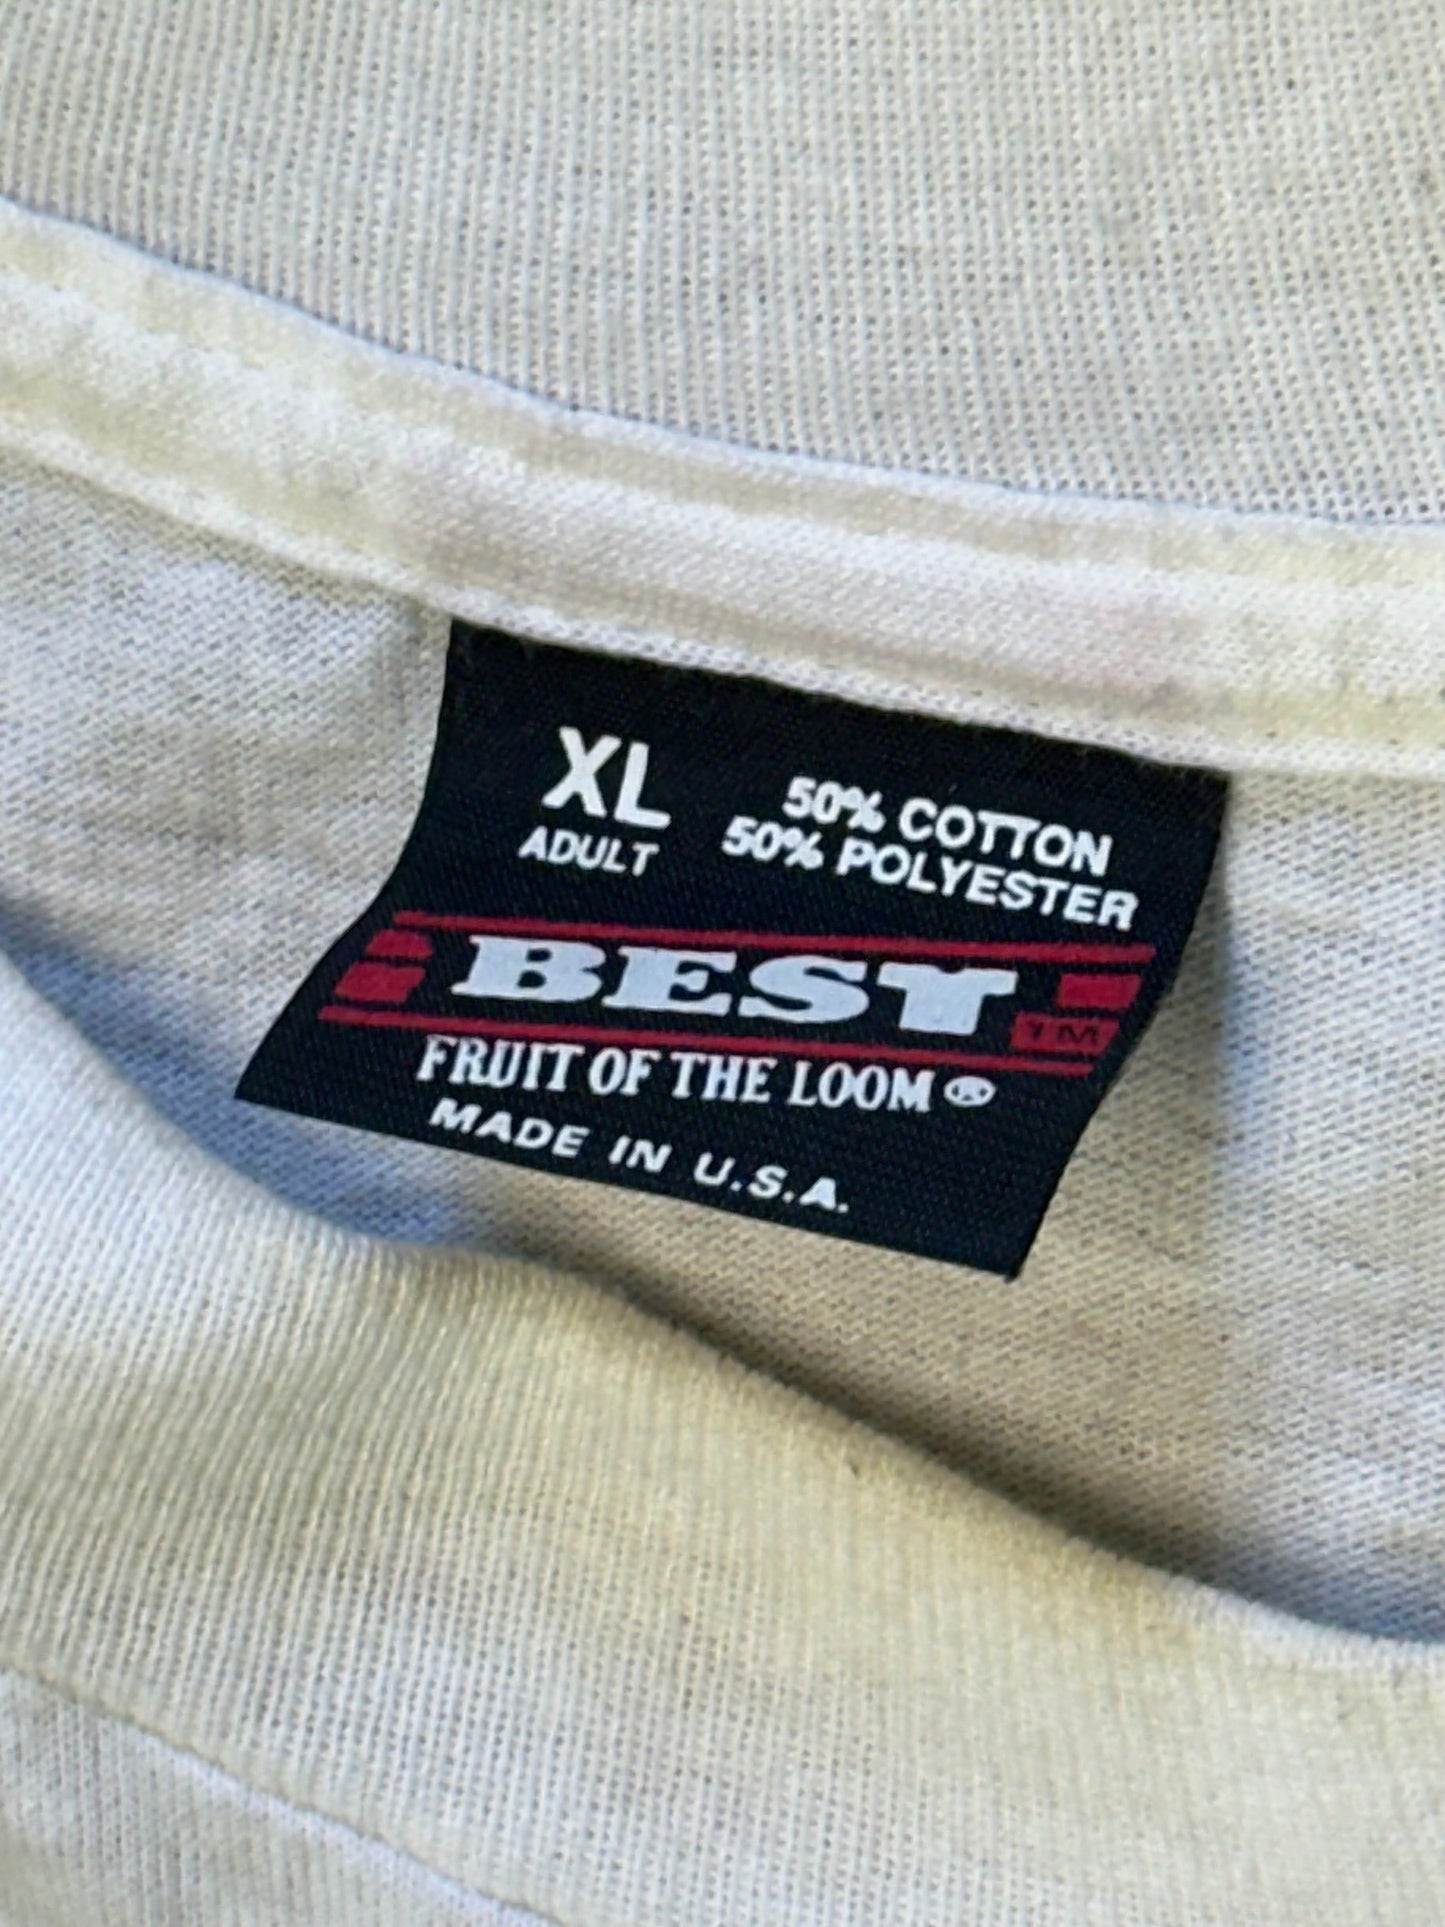 XL
ADULT
50% COTTON
50% POLYESTER
BEST
TM
FRUIT OF THE LOOM ®
MADE IN U.S.A.